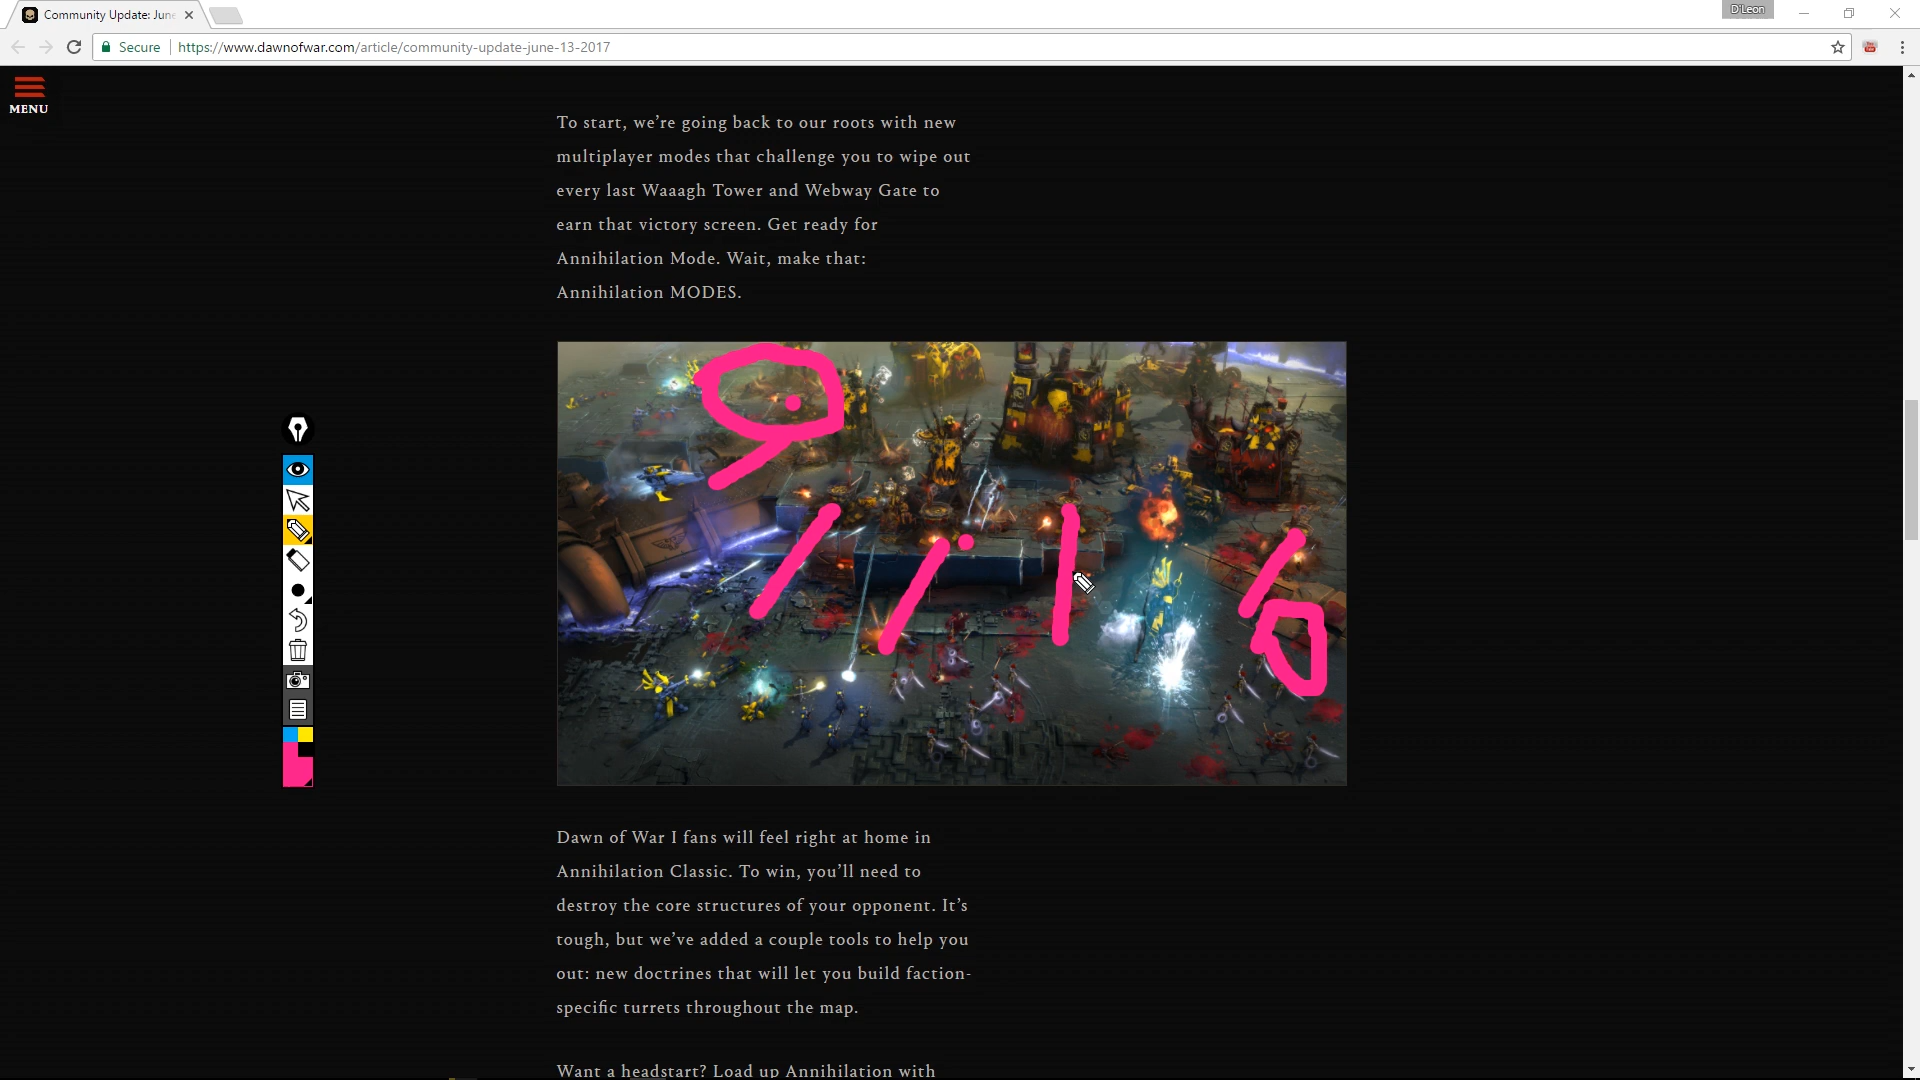 Community Update: June
D'Leon
Secure https://www.dawnofwar.com/article/community-update-june-13-2017
MENU
To start, we’re going back to our roots with new
multiplayer modes that challenge you to wipe out
every last Waaagh Tower and Webway Gate to
earn that victory screen. Get ready for
Annihilation Mode. Wait, make that:
Annihilation MODES.
Dawn of War I fans will feel right at home in
Annihilation Classic. To win, you’ll need to
destroy the core structures of your opponent. It’s
tough, but we’ve added a couple tools to help you
out: new doctrines that will let you build faction-
specific turrets throughout the map.
Want a headstart? Load up Annihilation with